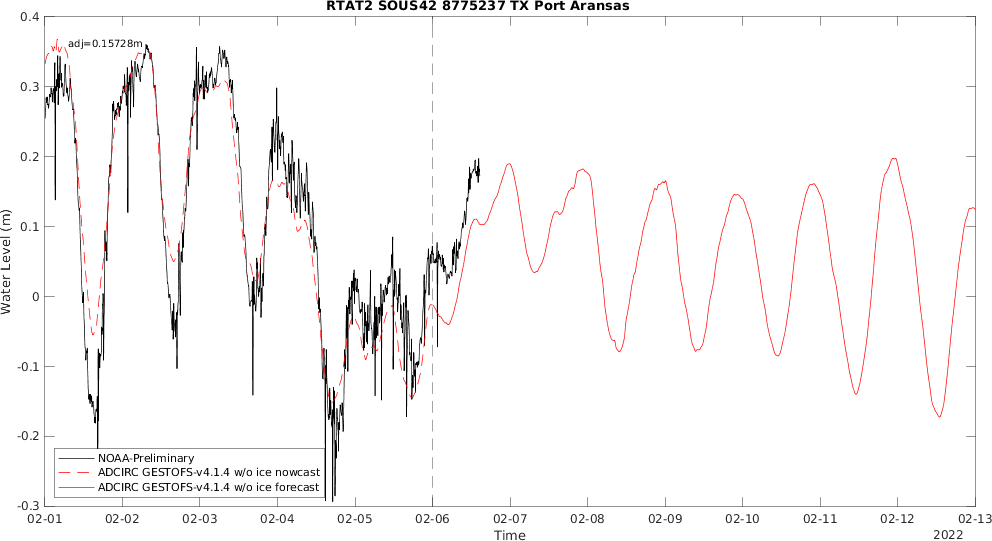 RTAT2 SOUS42 8775237 TX Port Aransas
adj=0.15728m
Water Level (m)
0.4
0.3
0.2
0.1
0
-0.1
-0.2
-0.3
NOAA-Preliminary
ADCIRC GESTOFS-v4.1.4 w/o ice nowcast
ADCIRC GESTOFS-v4.1.4 w/o ice forecast
02-01 02-02 02-03 02-04 02-05 02-06 02-07 02-08 02-09 02-10 02-11 02-12 02-13
Time
2022